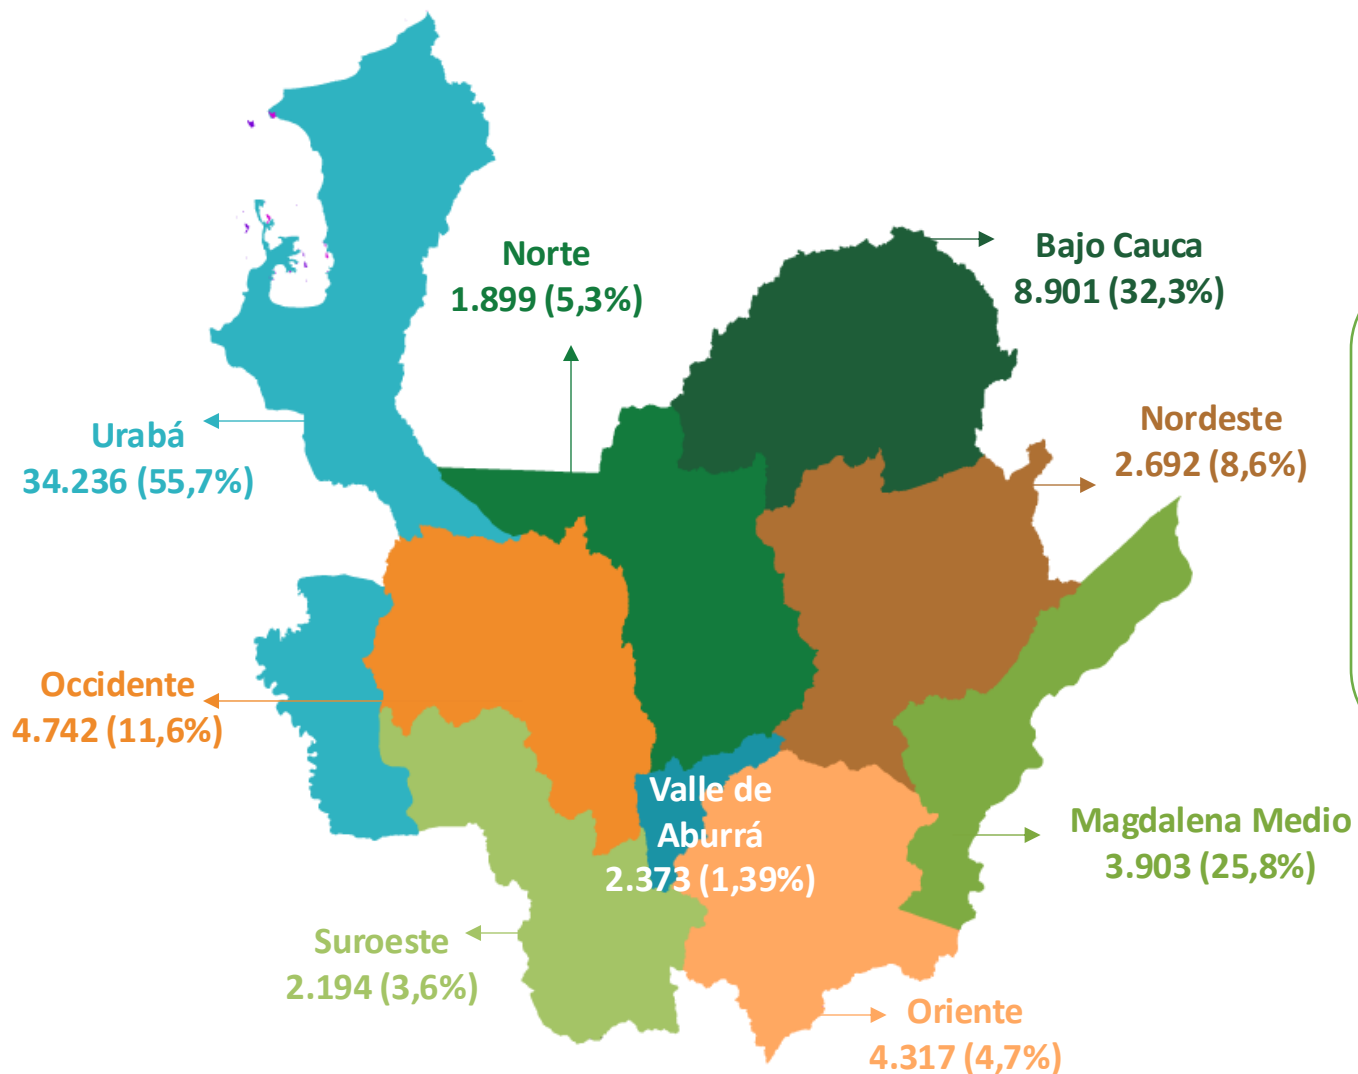 Norte
1.899 (5,3%)
Bajo Cauca
8.901 (32,3%)
Urabá
34.236 (55,7%)
Nordeste
2.692 (8,6%)
Occidente
4.742 (11,6%)
Valle de
Aburrá
2.373 (1,39%)
Magdalena Medio
3.903 (25,8%)
Suroeste
2.194 (3,6%)
Oriente
4.317 (4,7%)